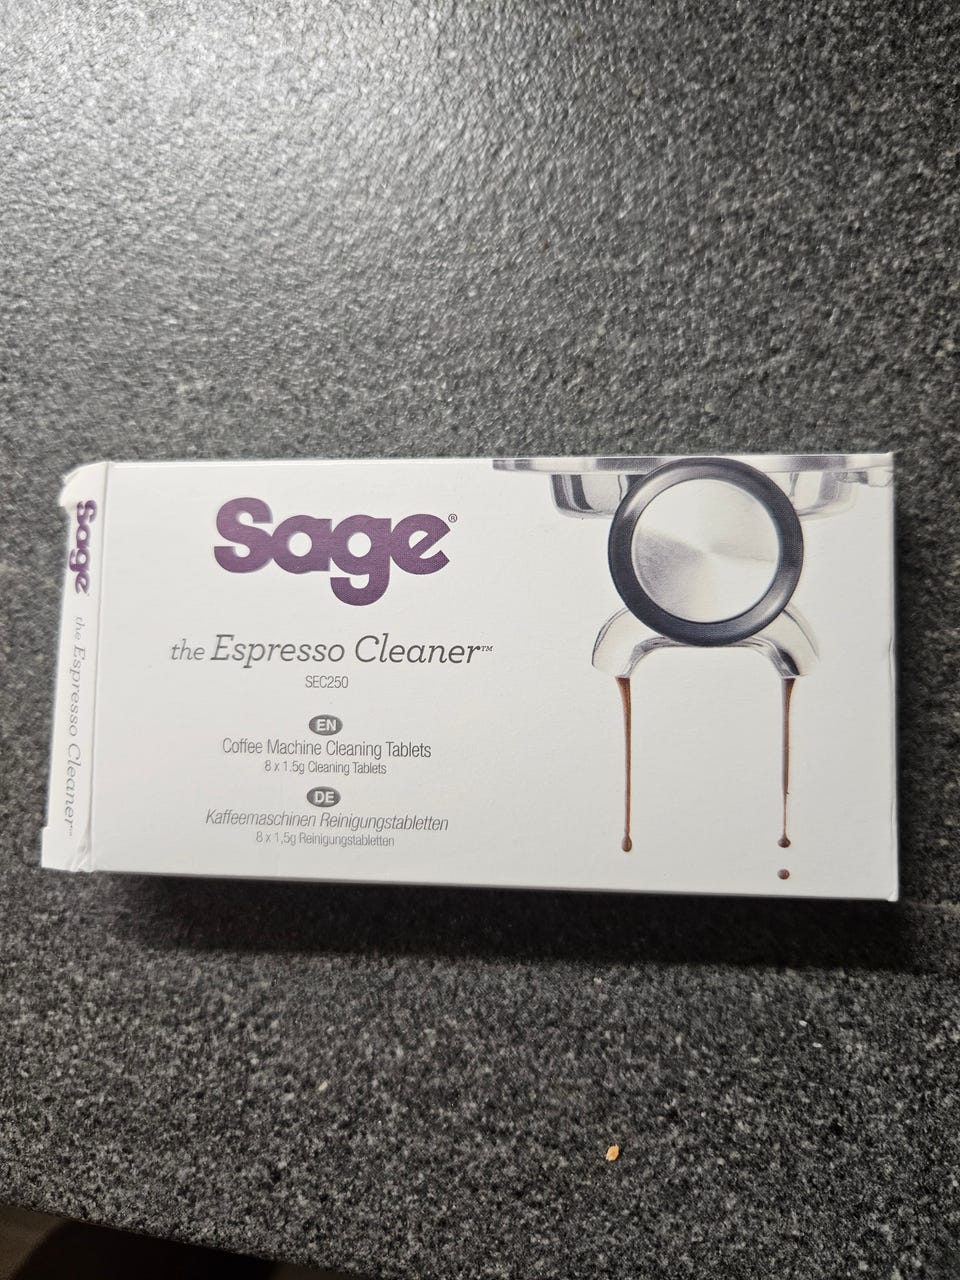 Sage®
the Espresso Cleaner™
SEC250
EN
Coffee Machine Cleaning Tablets
8 x 1.5g Cleaning Tablets
DE
Kaffeemaschinen Reinigungstabletten
8 x 1,5g Reinigungstabletten
Sage
the Espresso Cleaner™